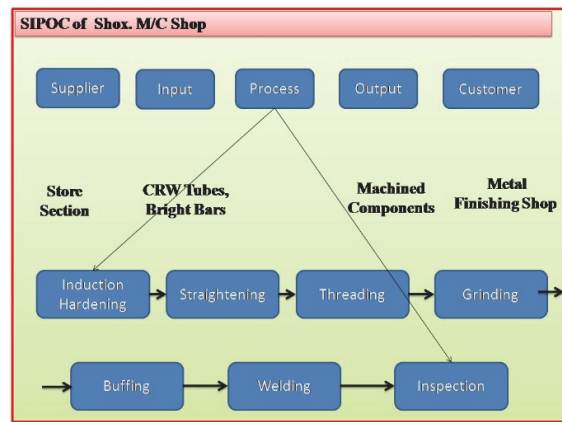 SIPOC of Shox. M/C Shop
Supplier
Input
Process
Output
Customer
Store
Section
CRW Tubes,
Bright Bars
Machined
Components
Metal
Finishing Shop
Induction
Hardening
Straightening
Threading
Grinding
Buffing
Welding
Inspection